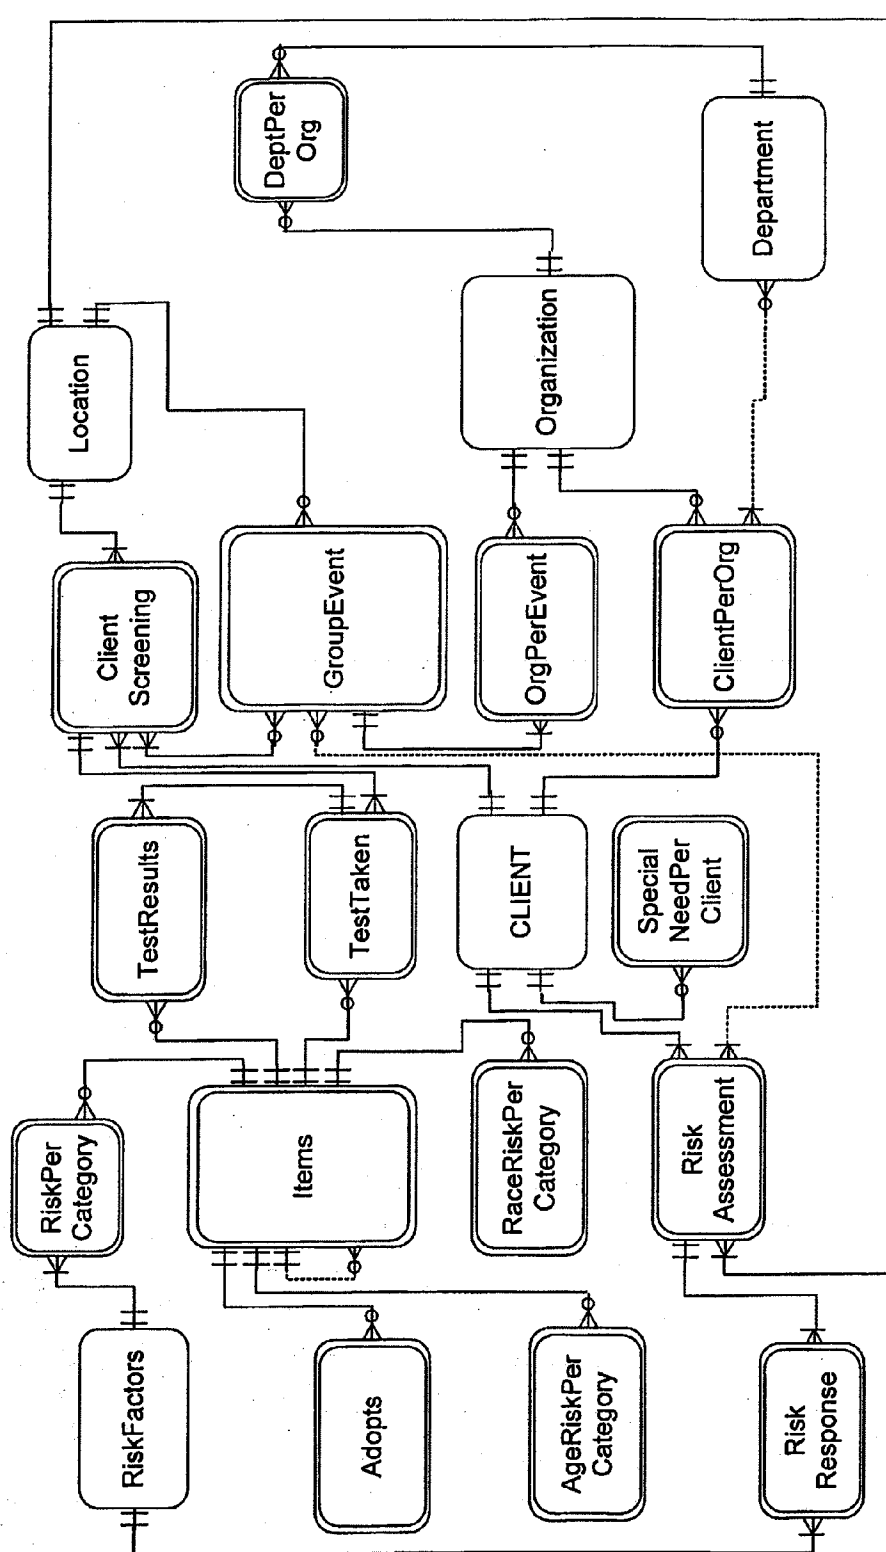 DeptPer
Org
Department
Location
Organization
Client
Screening
GroupEvent
OrgPerEvent
ClientPerOrg
TestResults
TestTaken
CLIENT
Special
NeedPer
Client
RiskPer
Category
Items
RaceRiskPer
Category
Risk
Assessment
RiskFactors
Adopts
AgeRiskPer
Category
Risk
Response